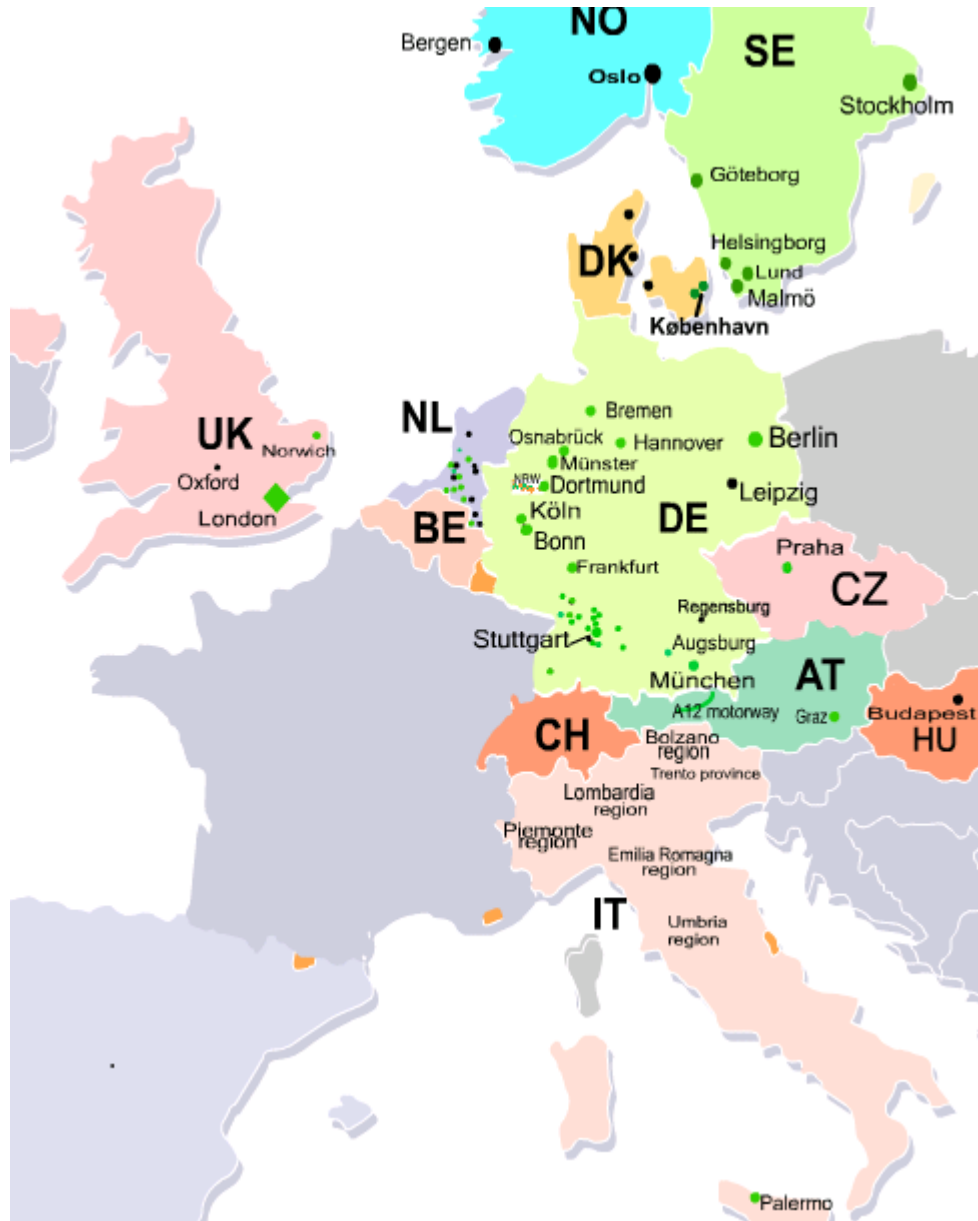 NO
Bergen
SE
Oslo
Stockholm
Göteborg
Helsingborg
DK
Lund
Malmö
København
NL
Bremen
UK
Osnabrück
Hannover
Berlin
Norwich
Münster
Oxford
NRW
Dortmund
Leipzig
London
Köln
DE
BE
Bonn
Praha
Frankfurt
CZ
Regensburg
Stuttgart
Augsburg
München
AT
A12 motorway
Graz
Budapest
CH
Bolzano
region
HU
Trento province
Lombardia
region
Piemonte
region
Emilia Romagna
region
IT
Umbria
region
Palermo